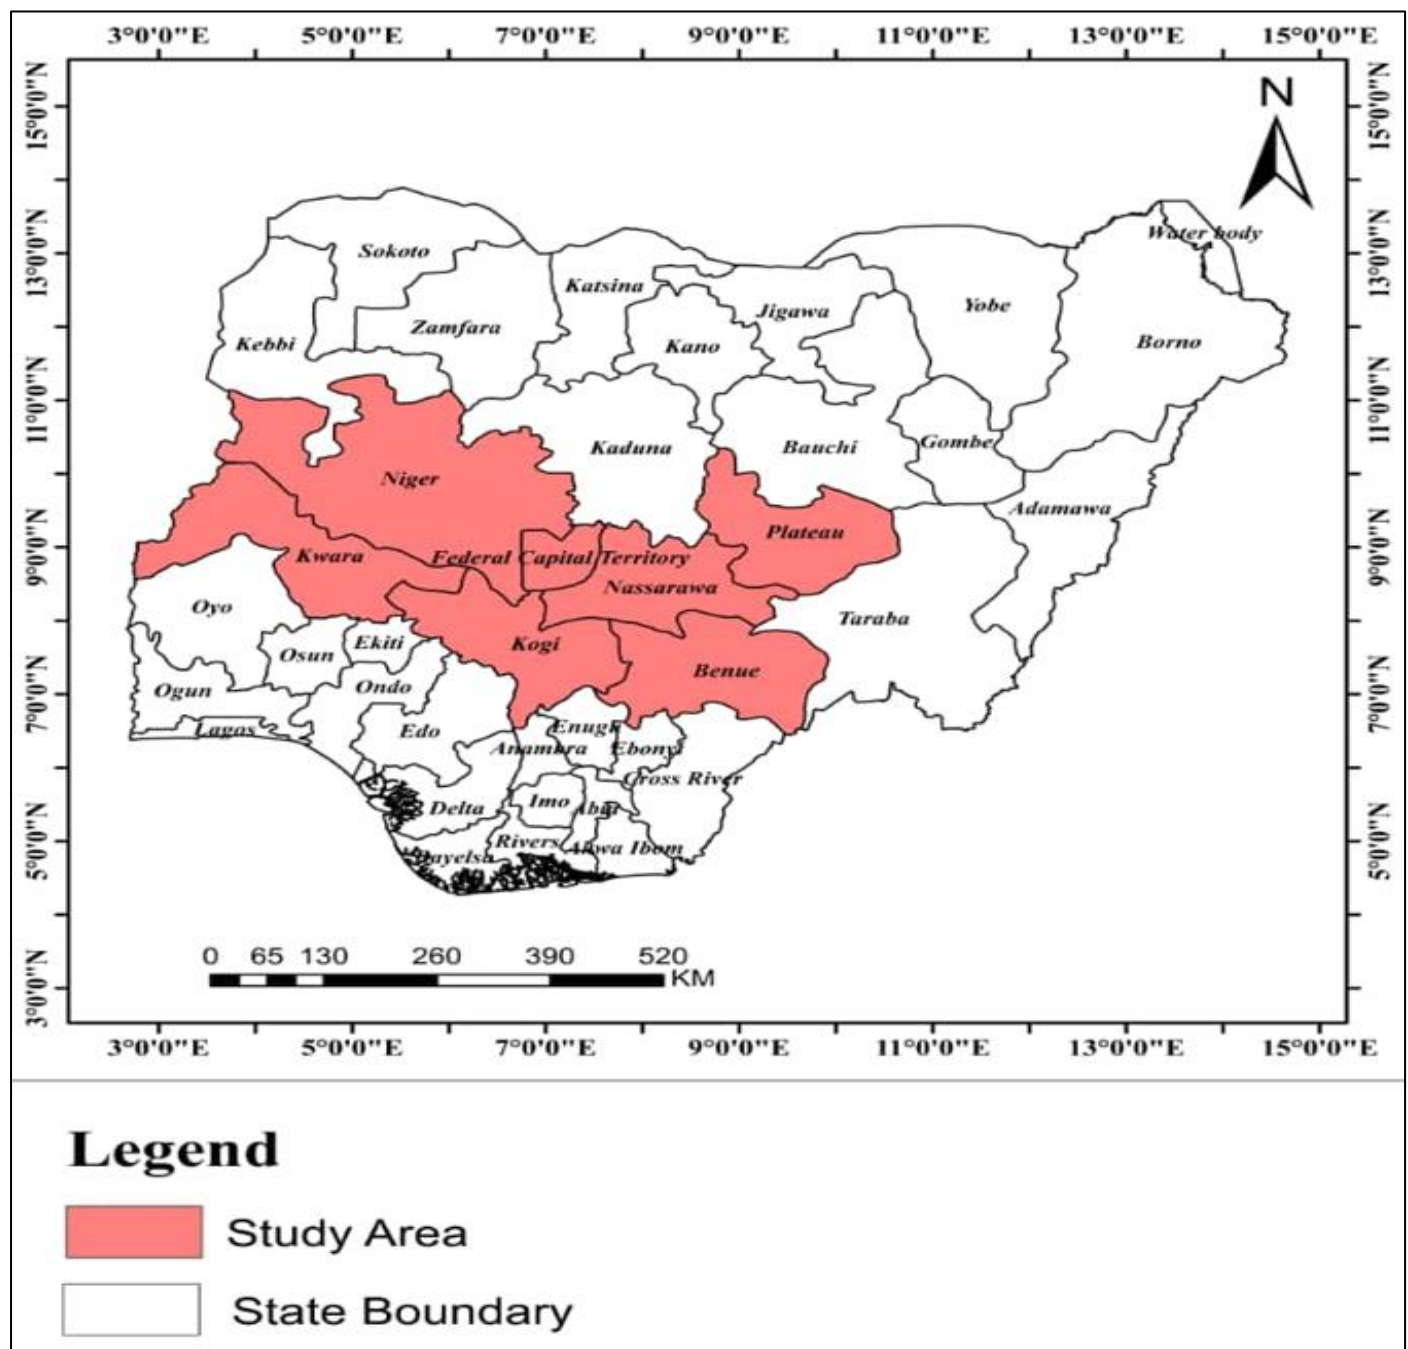 3°0'0"E 5°0'0"E 7°0'0"E 9°0'0"E 11°0'0"E 13°0'0"E 15°0'0"E
15°0'0"N 15°0'0"N
N
13°0'0"N 13°0'0"N
Water body
Sokoto
Katsina
Jigawa
Yobe
Zamfara
Kebbi
Kano
Borno
11°0'0"N 11°0'0"N
Kaduna
Bauchi
Gombe
Niger
Adamawa
Plateau
9°0'0"N 9°0'0"N
Kwara
Federal Capital Territory
Nassarawa
Oyo
Taraba
Kogi
Ekiti
Osun
Benue
7°0'0"N 7°0'0"N
Ogun
Ondo
Lagos
Edo
Enugu
Anambra
Ebonyi
Cross River
Delta
Imo
Abia
5°0'0"N 5°0'0"N
Rivers
Akwa Ibom
Bayelsa
0 65 130 260 390 520
KM
3°0'0"N
3°0'0"E 5°0'0"E 7°0'0"E 9°0'0"E 11°0'0"E 13°0'0"E 15°0'0"E
Legend
Study Area
State Boundary